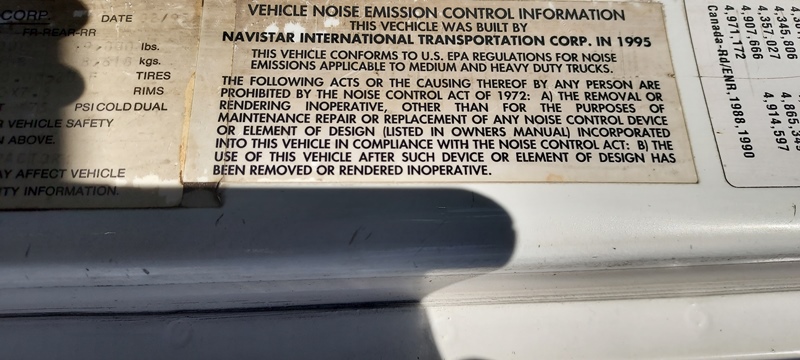 CORP. DATE
FR-REAR-RR
lbs.
kgs.
TIRES
RIMS
PSI COLD DUAL
VEHICLE SAFETY
ABOVE.
AY AFFECT VEHICLE
TY INFORMATION.
VEHICLE NOISE EMISSION CONTROL INFORMATION
THIS VECHICLE WAS BUILT BY
NAVISTAR INTERNATIONAL TRANSPORTATION CORP. IN 1995
THIS VEHICLE CONFORMS TO U.S. EPA REGULATIONS FOR NOISE
EMISSIONS APPLICABLE TO MEDIUM AND HEAVY DUTY TRUCKS.
THE FOLLOWING ACTS OR THE CAUSING THEREOF BY ANY PERSON ARE
PROHIBITED BY THE NOISE CONTROL ACT OF 1972: A) THE REMOVAL OR
RENDERING INOPERATIVE, OTHER THAN FOR THE PURPOSES OF
MAINTENANCE REPAIR OR REPLACEMENT OF ANY NOISE CONTROL DEVICE
OR ELEMENT OF DESIGN (LISTED IN OWNERS MANUAL) INCORPORATED
INTO THIS VEHICLE IN COMPLIANCE WITH THE NOISE CONTROL ACT: B) THE
USE OF THIS VEHICLE AFTER SUCH DEVICE OR ELEMENT OF DESIGN HAS
BEEN REMOVED OR RENDERED INOPERATIVE.
4,345,806
4,357,027
4,907,666
4,971,172
4,914,597
Canada-Rd/ENR.1988,1990